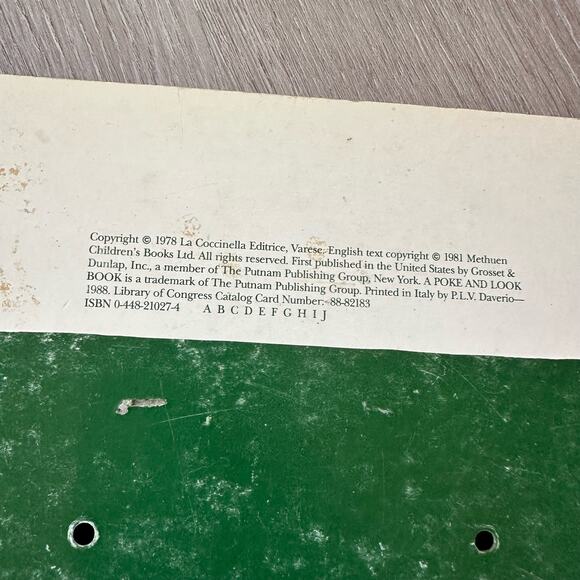 Copyright © 1978 La Coccinella Editrice, Varese. English text copyright © 1981 Methuen
Children's Books Ltd. All rights reserved. First published in the United States by Grosset &
Dunlap, Inc., a member of The Putnam Publishing Group, New York. A POKE AND LOOK
BOOK is a trademark of The Putnam Publishing Group. Printed in Italy by P.L.V. Daverio—
1988. Library of Congress Catalog Card Number: 88-82183
ISBN 0-448-21027-4 A B C D E F G H I J